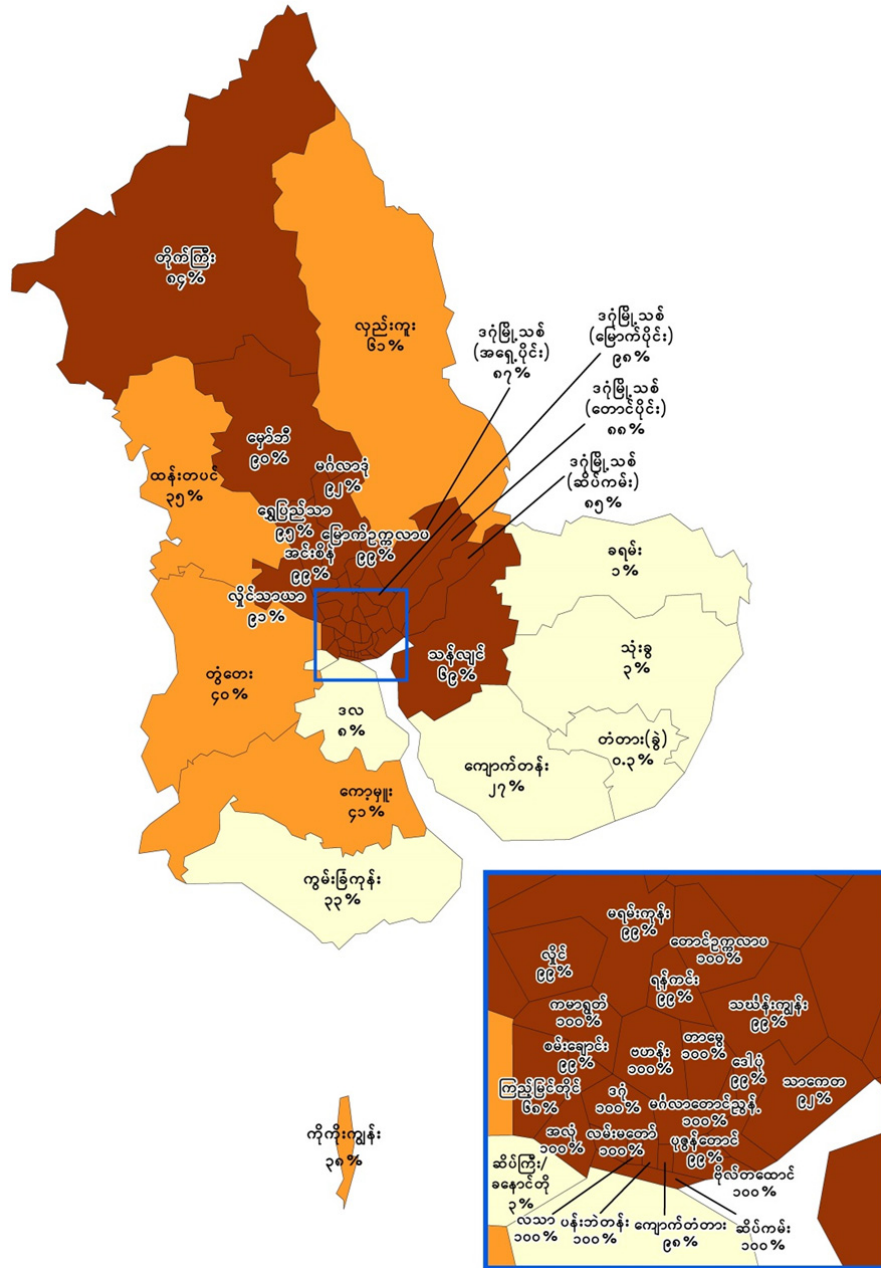 တိုက်ကြီး
၈၄%
လှည်းကူး
၆၁%
ဒဂုံမြို့သစ်
(အရှေ့ပိုင်း)
၈၇%
ဒဂုံမြို့သစ်
(မြောက်ပိုင်း)
၉၈%
ဒဂုံမြို့သစ်
(တောင်ပိုင်း)
၈၈%
ဒဂုံမြို့သစ်
(ဆိပ်ကမ်း)
၈၅%
မှော်ဘီ
၉၀%
မင်္ဂလာဒုံ
၉၂%
ထန်းတပင်
၃၅%
ရွှေပြည်သာ
၉၅%
မြောက်ဥက္ကလာပ
၉၉%
အင်းစိန်
၉၉%
လှိုင်သာယာ
၉၁%
ခရမ်း
၁%
သုံးခွ
၃%
သန်လျင်
၆၉%
တွံတေး
၄၀%
ဒလ
၈%
တံတား(ခွဲ)
၀.၃%
ကျောက်တန်း
၂၇%
ကော့မှူး
၄၁%
ကွမ်းခြံကုန်း
၃၃%
ကိုကိုးကျွန်း
၃၈%
မရမ်းကုန်း
၉၉%
တောင်ဥက္ကလာပ
၁၀၀%
လှိုင်
၉၉%
ရန်ကင်း
၉၉%
ကမာရွတ်
၁၀၀%
သင်္ဃန်းကျွန်း
၉၉%
စမ်းချောင်း
၉၉%
ဗဟန်း
၁၀၀%
တာမွေ
၁၀၀%
ဒေါပုံ
၉၉%
သာကေတ
၉၂%
ကြည့်မြင်တိုင်
၆၈%
ဒဂုံ
၁၀၀%
မင်္ဂလာတောင်ညွန့်
၁၀၀%
အလုံ
၁၀၀%
လမ်းမတော်
၁၀၀%
ပုဇွန်တောင်
၉၉%
ဗိုလ်တထောင်
၁၀၀%
ဆိပ်ကြီး/
ခနောင်တို
၃%
လသာ
၁၀၀%
ပန်းဘဲတန်း
၁၀၀%
ကျောက်တံတား
၉၈%
ဆိပ်ကမ်း
၁၀၀%